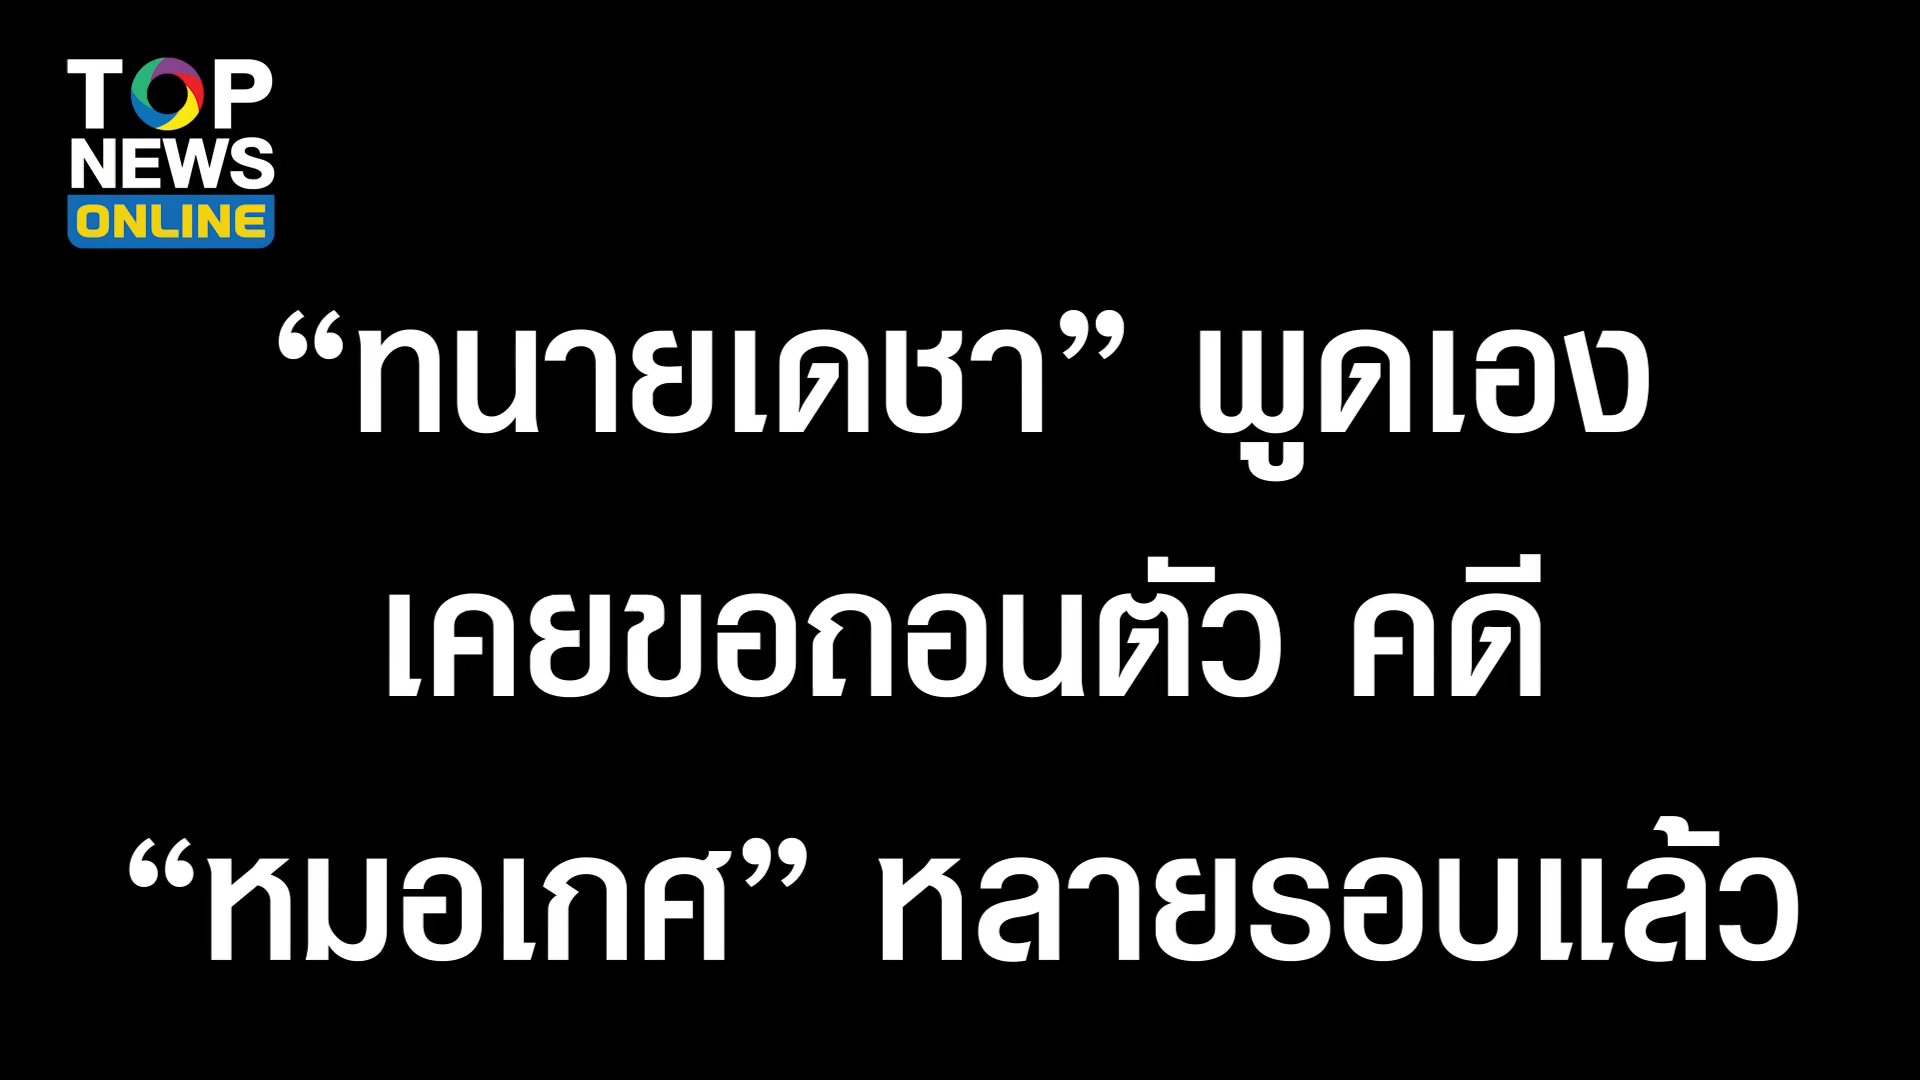 TOP
NEWS
ONLINE
“ทนายเดชา” พูดเอง
เคยขอถอนตัว คดี
“หมอเกศ” หลายรอบแล้ว